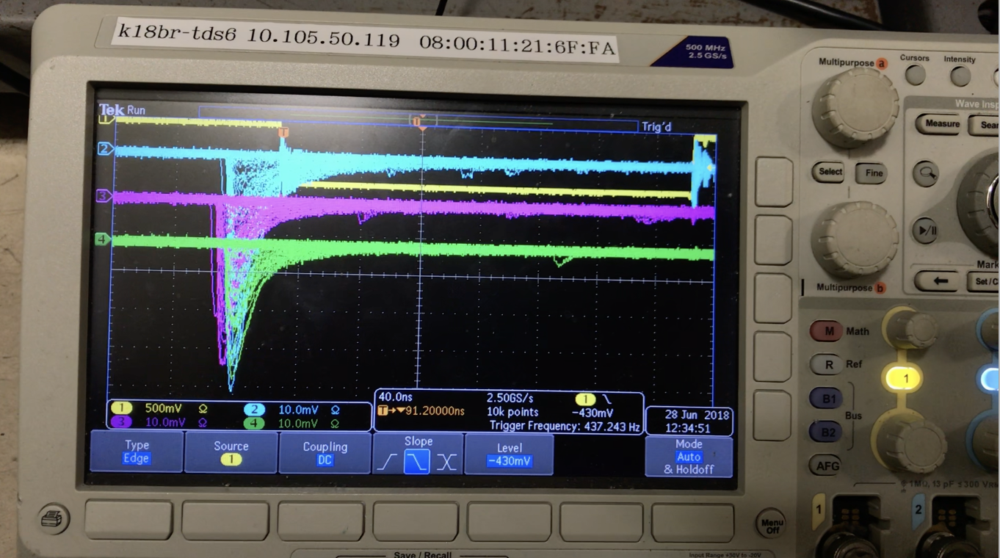 k18br-tds6 10.105.50.119 08:00:11:21:6F:FA
500 MHz
2.5 GS/s
Multipurpose a
Cursors
Intensity
Tek Run
Trig'd
Wave
Measure
Select
Fine
1
2
3
4
T
T
Multipurpose b
1 500mV Ω 2 10.0mV Ω
3 10.0mV Ω 4 10.0mV Ω
40.0ns 2.50GS/s 1
T→▼91.20000ns 10k points -430mV
Trigger Frequency: 437.243 Hz
28 Jun 2018
12:34:51
Type
Edge
Source
1
Coupling
DC
Slope
Level
-430mV
Mode
Auto
& Holdoff
M Math
R Ref
B1
Bus
B2
AFG
1
1MΩ, 13 pF ≤300 V
1
2
Menu
Off
Save / Recall
Input Range +30V to -20V